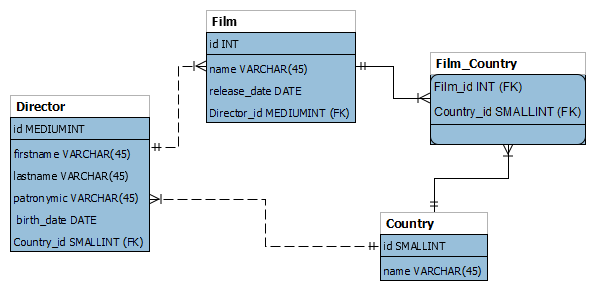 Film
id INT
name VARCHAR(45)
release_date DATE
Director_id MEDIUMINT (FK)
Film_Country
Film_id INT (FK)
Country_id SMALLINT (FK)
Director
id MEDIUMINT
firstname VARCHAR(45)
lastname VARCHAR(45)
patronymic VARCHAR(45)
birth_date DATE
Country_id SMALLINT (FK)
Country
id SMALLINT
name VARCHAR(45)